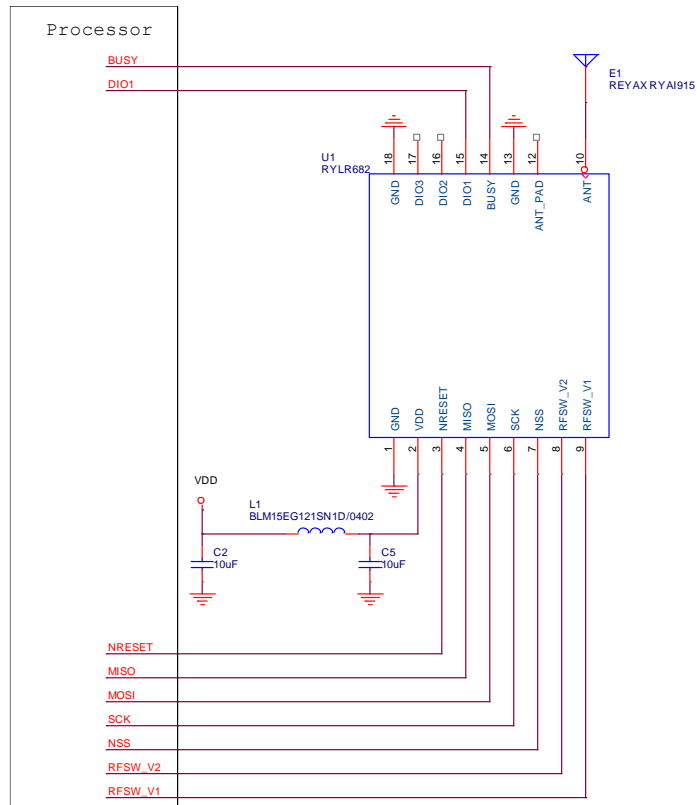 Processor
BUSY
DIO1
E1
REYAX RYAI915
U1
RYLR682
18
17
16
15
14
13
12
10
GND
DIO3
DIO2
DIO1
BUSY
GND
ANT_PAD
ANT
GND
VDD
NRESET
MISO
MOSI
SCK
NSS
RFSW_V2
RFSW_V1
1
2
3
4
5
6
7
8
9
VDD
L1
BLM15EG121SN1D/0402
C2
10uF
C5
10uF
NRESET
MISO
MOSI
SCK
NSS
RFSW_V2
RFSW_V1